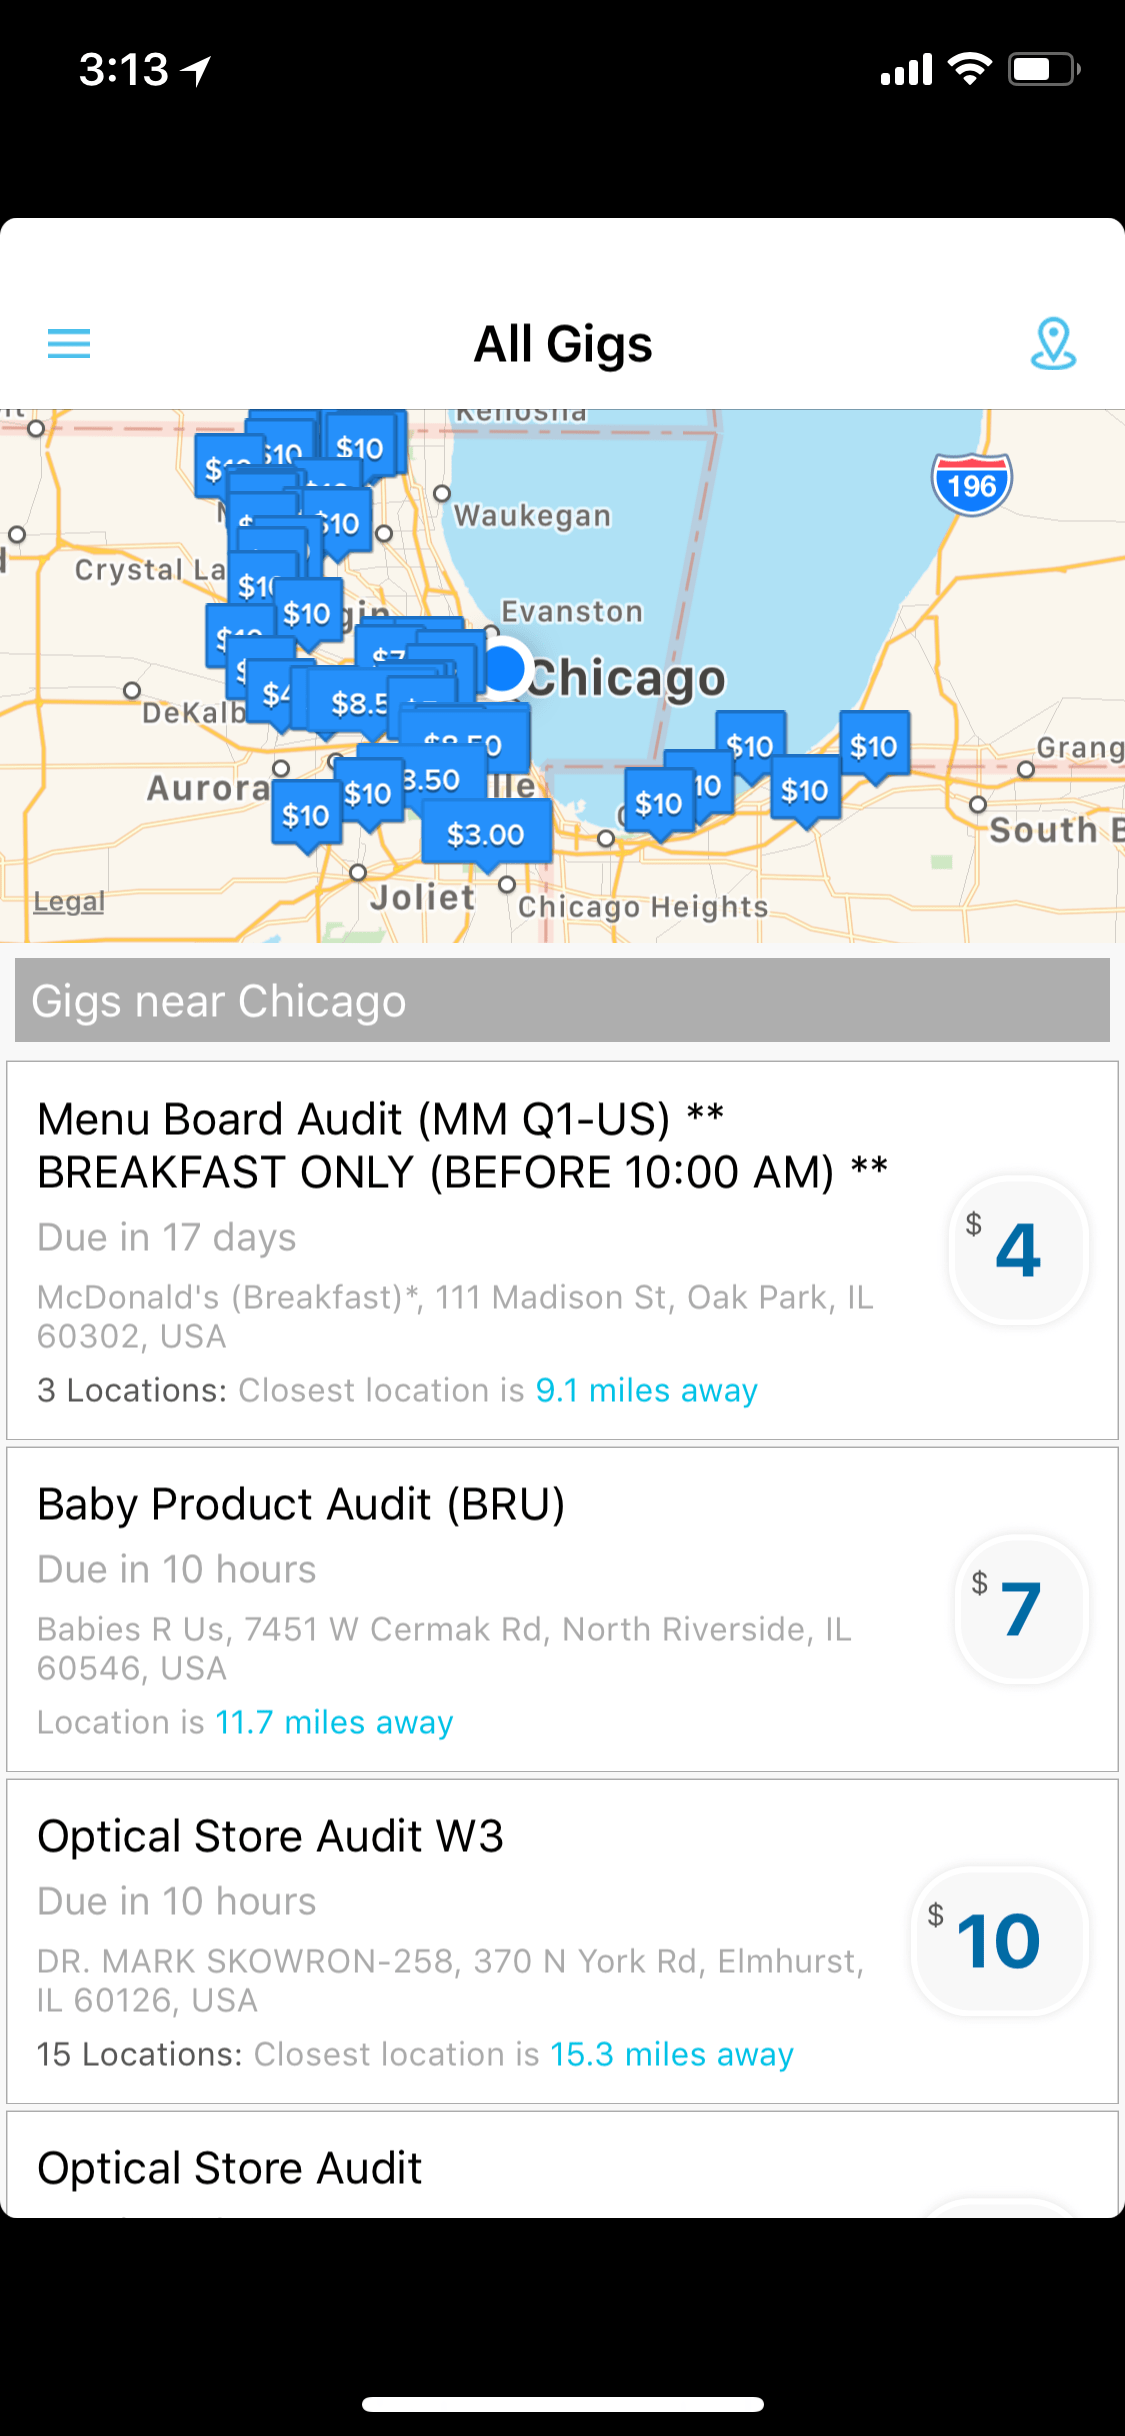 3:13
All Gigs
Kenosha
196
$10
$10
Waukegan
$10
Crystal La
$10
Evanston
Chicago
$8.5
DeKalb
$8.50
$10
$10
Grang
Aurora
$10
8.50
lle
10
$10
$10
$10
$3.00
South B
Joliet
Chicago Heights
Legal
Gigs near Chicago
Menu Board Audit (MM Q1-US) **
BREAKFAST ONLY (BEFORE 10:00 AM) **
Due in 17 days
$ 4
McDonald's (Breakfast)*, 111 Madison St, Oak Park, IL
60302, USA
3 Locations: Closest location is 9.1 miles away
Baby Product Audit (BRU)
Due in 10 hours
$ 7
Babies R Us, 7451 W Cermak Rd, North Riverside, IL
60546, USA
Location is 11.7 miles away
Optical Store Audit W3
Due in 10 hours
$ 10
DR. MARK SKOWRON-258, 370 N York Rd, Elmhurst,
IL 60126, USA
15 Locations: Closest location is 15.3 miles away
Optical Store Audit